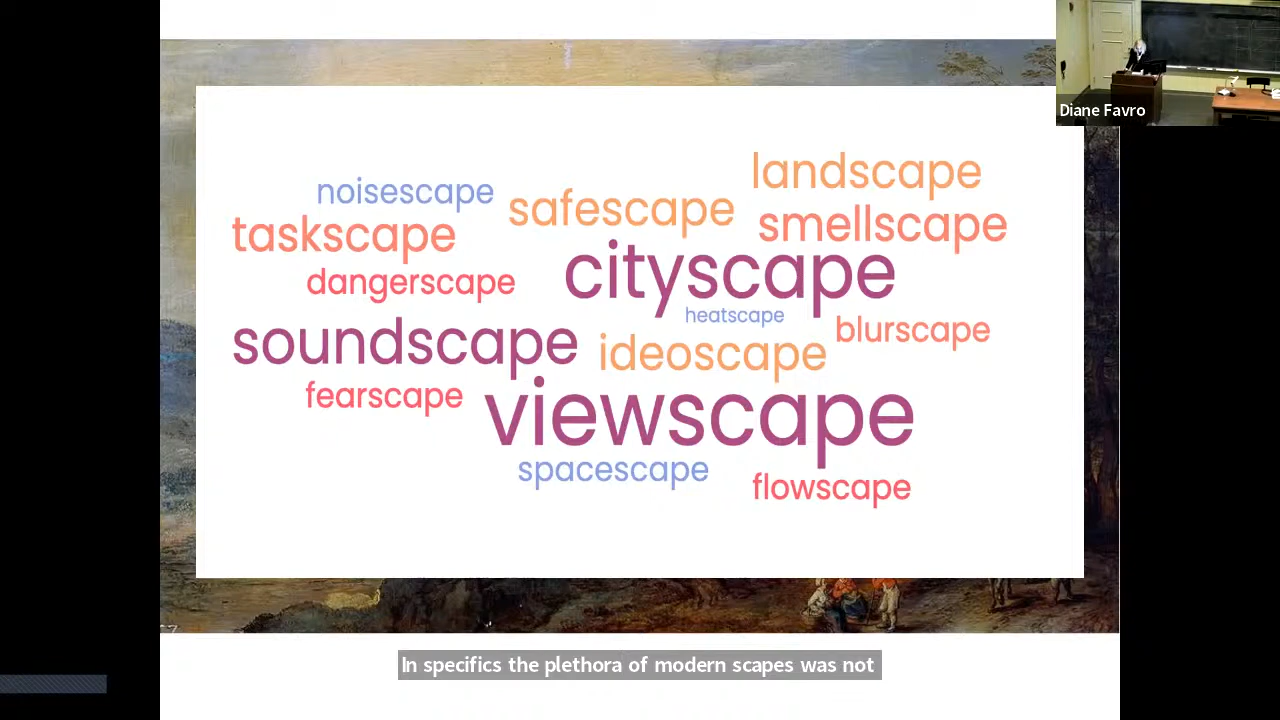 Diane Favro
landscape
noisescape
safescape
smellscape
taskscape
cityscape
dangerscape
heatscape
blurscape
soundscape
ideoscape
fearscape
viewscape
spacescape
flowscape
In specifics the plethora of modern scapes was not